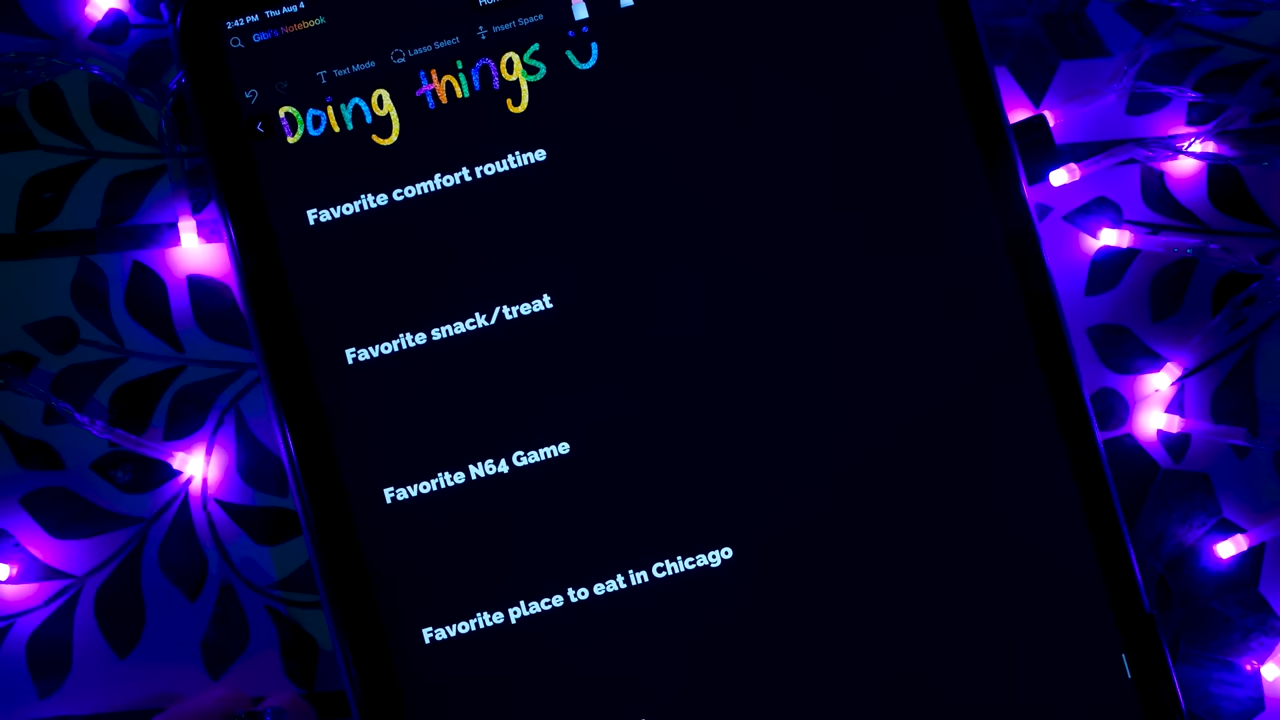 2:42 PM Thu Aug 4
Gibi's Notebook
Text Mode
Lasso Select
Insert Space
Doing things
Favorite comfort routine
Favorite snack/treat
Favorite N64 Game
Favorite place to eat in Chicago